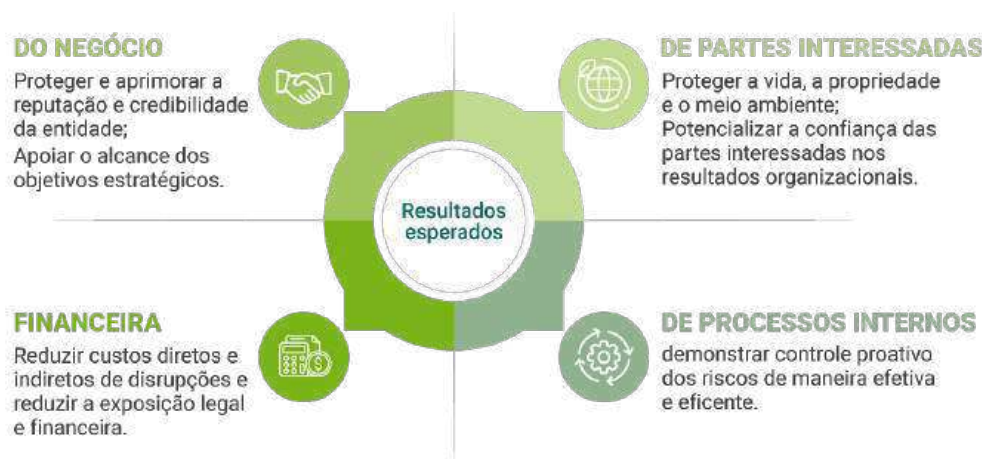 DO NEGÓCIO
Proteger e aprimorar a
reputação e credibilidade
da entidade;
Apoiar o alcance dos
objetivos estratégicos.
DE PARTES INTERESSADAS
Proteger a vida, a propriedade
e o meio ambiente;
Potencializar a confiança das
partes interessadas nos
resultados organizacionais.
Resultados
esperados
FINANCEIRA
Reduzir custos diretos e
indiretos de disrupções e
reduzir a exposição legal
e financeira.
DE PROCESSOS INTERNOS
demonstrar controle proativo
dos riscos de maneira efetiva
e eficente.